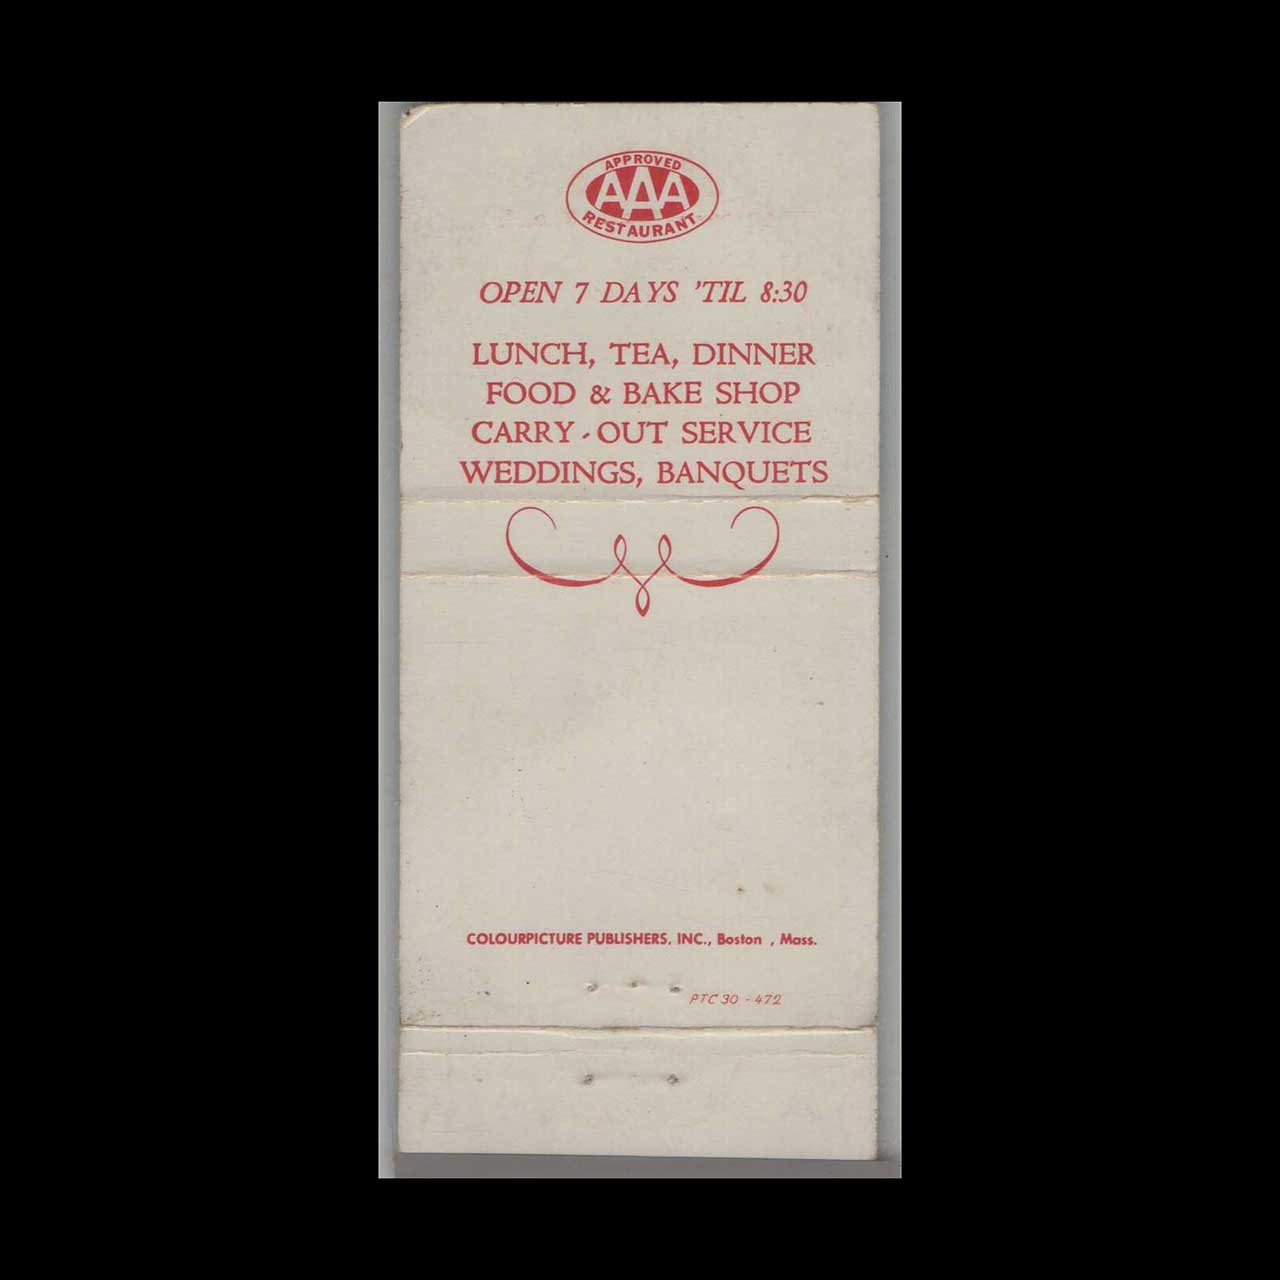 APPROVED
AAA
RESTAURANT
OPEN 7 DAYS 'TIL 8:30
LUNCH, TEA, DINNER
FOOD & BAKE SHOP
CARRY-OUT SERVICE
WEDDINGS, BANQUETS
COLOURPICTURE PUBLISHERS, INC., Boston , Mass.
PTC 30 - 472